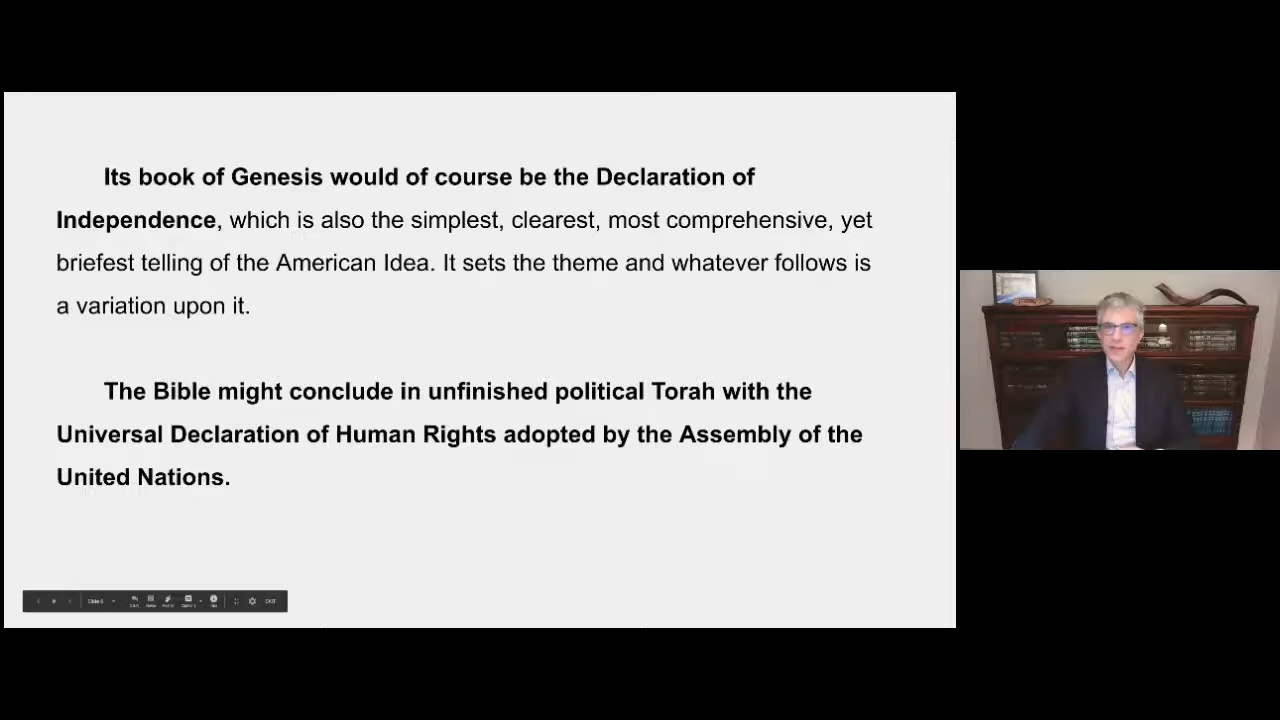 Its book of Genesis would of course be the Declaration of
Independence, which is also the simplest, clearest, most comprehensive, yet
briefest telling of the American Idea. It sets the theme and whatever follows is
a variation upon it.
The Bible might conclude in unfinished political Torah with the
Universal Declaration of Human Rights adopted by the Assembly of the
United Nations.